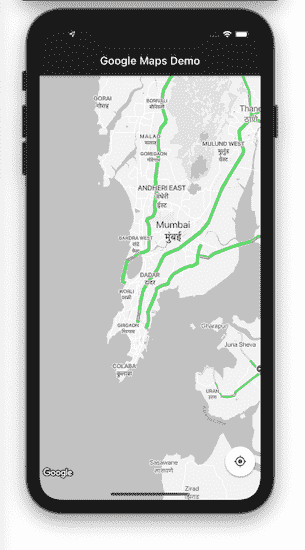 Google Maps Demo
GORAI
गोराई
BORIVALI
बोरिवली
Thane
ठाणे
MALAD
मालाड
MULUND WEST
मुलुंड
GOREGAON
गोरेगाव
ANDHERI EAST
अंधेरी
ईस्ट
Mumbai
मुंबई
BANDRA WEST
DADAR
दादर
WORLI
वरळी
GIRGAON
गिरगाव
Gharapuri
Juna Sheva
COLABA
कुलाबा
URAN
उरण
Sasawane
सासवणे
Zirad
झिराड
Google